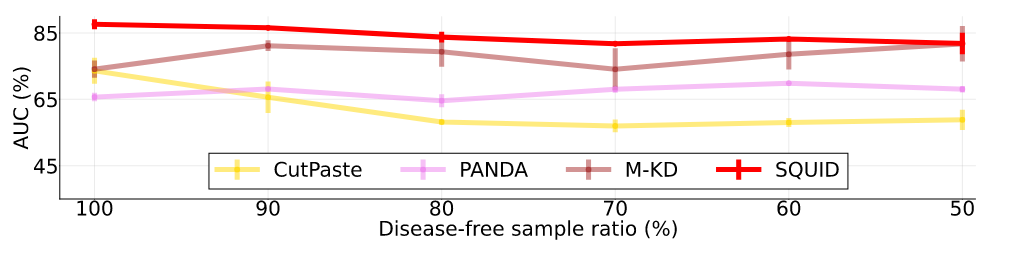 AUC (%)
85
65
45
CutPaste PANDA M-KD SQUID
100 90 80 70 60 50
Disease-free sample ratio (%)